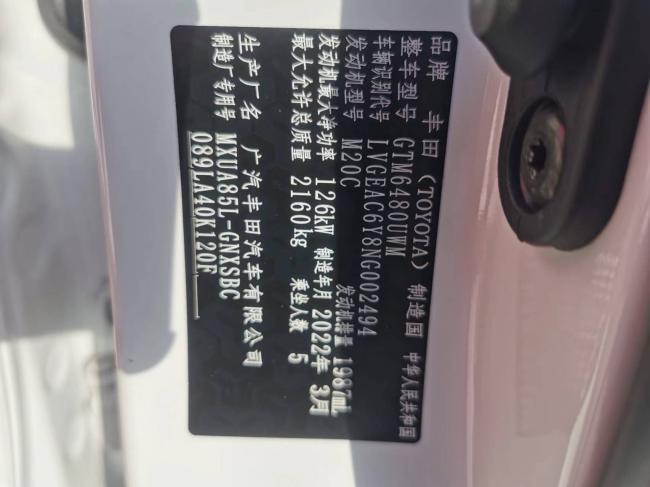 品牌 丰田 (TOYOTA) 制造国 中华人民共和国
整车型号 GTM6480UWM
车辆识别代号 LVGEAC6Y8NG002494
发动机型号 M20C 发动机排量 1987mL
发动机最大净功率 126kW 制造年月 2022年 3月
最大允许总质量 2160kg 乘坐人数 5
生产厂名 广汽丰田汽车有限公司
制造厂专用号 MXUA85L-GNXSBC
089LA40K120F